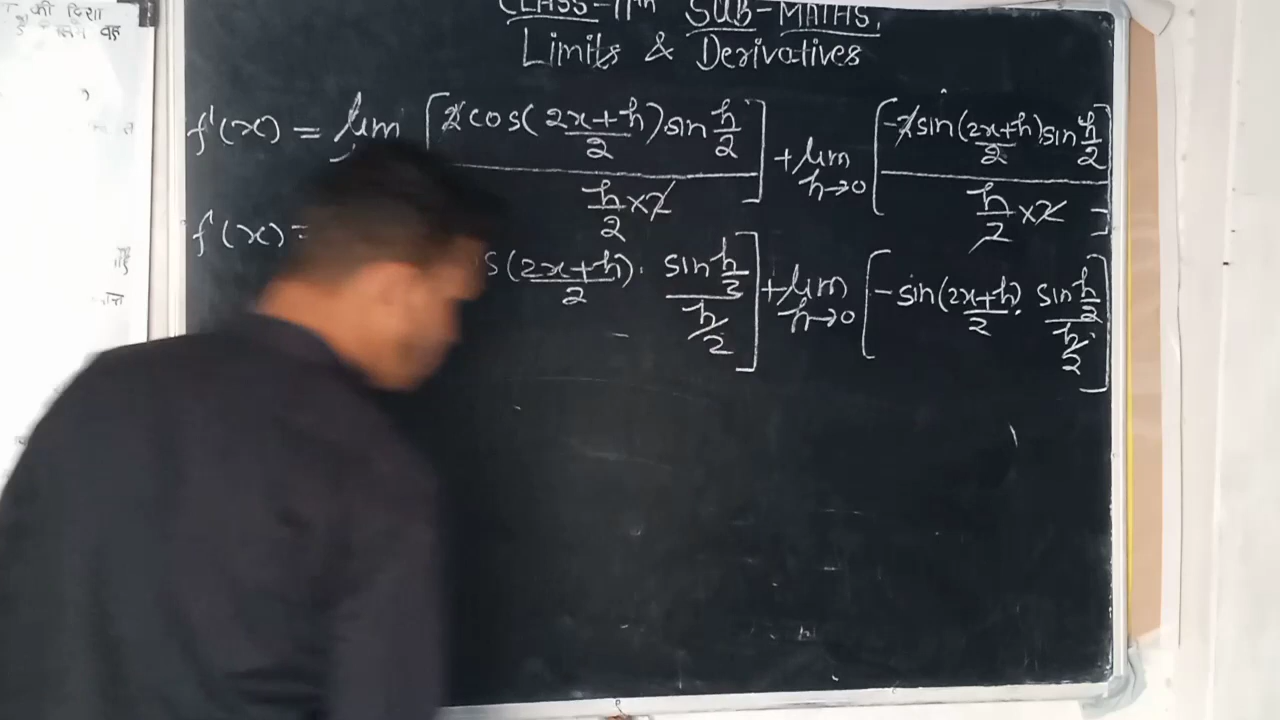 की दिशा
वह
CLASS-11th SUB-MATHS.
Limits & Derivatives
f'(x) = lim [2cos(2x+h)/2 sin h/2 / h/2 ×2] + lim h→0 [-2sin(2x+h)/2 sin h/2 / h/2 ×2]
f'(x) = s(2x+h)/2 · sin h/2 / h/2] + lim h→0 [-sin(2x+h)/2 · sin h/2 / h/2]